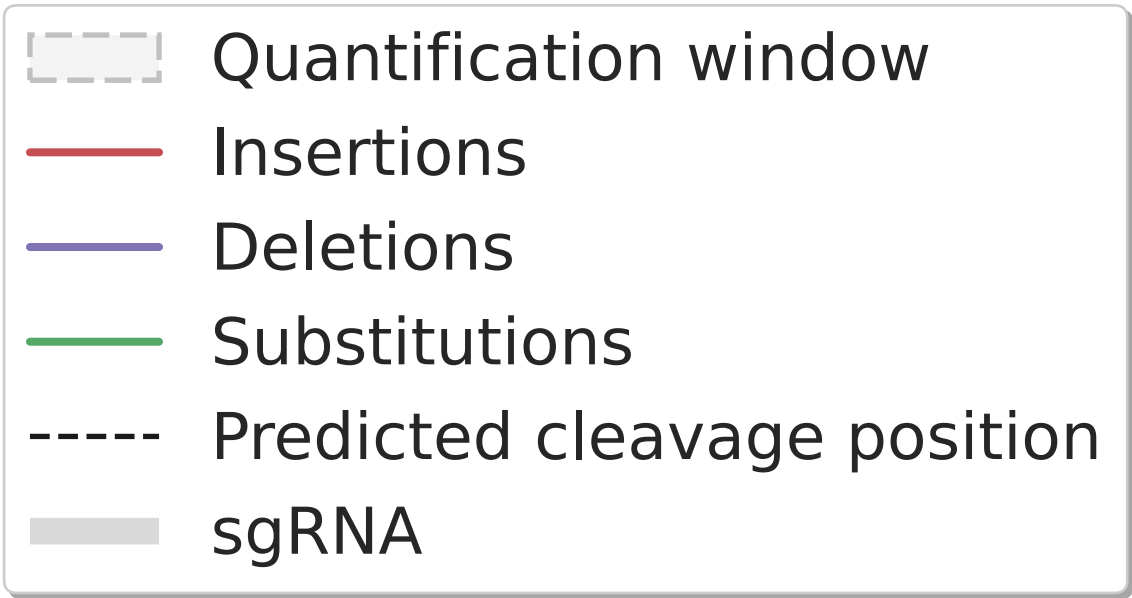 Quantification window
Insertions
Deletions
Substitutions
Predicted cleavage position
sgRNA